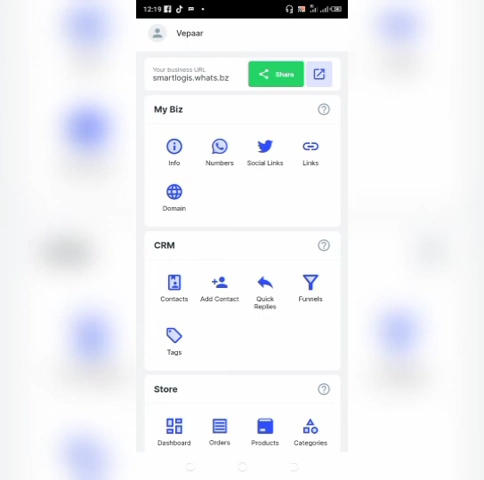 12:19
Vepaar
Your business URL
smartlogis.whats.bz
Share
My Biz
Info
Numbers
Social Links
Links
Domain
CRM
Contacts
Add Contact
Quick
Replies
Funnels
Tags
Store
Dashboard
Orders
Products
Categories